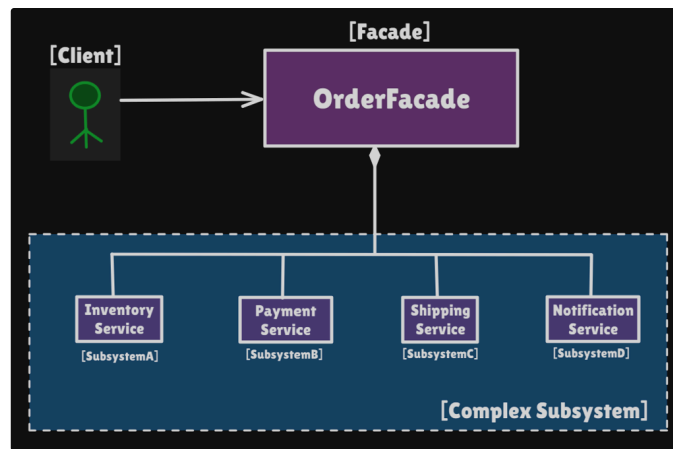 [Facade]
[Client]
OrderFacade
Inventory
Service
Payment
Service
Shipping
Service
Notification
Service
[SubsystemA]
[SubsystemB]
[SubsystemC]
[SubsystemD]
[Complex Subsystem]